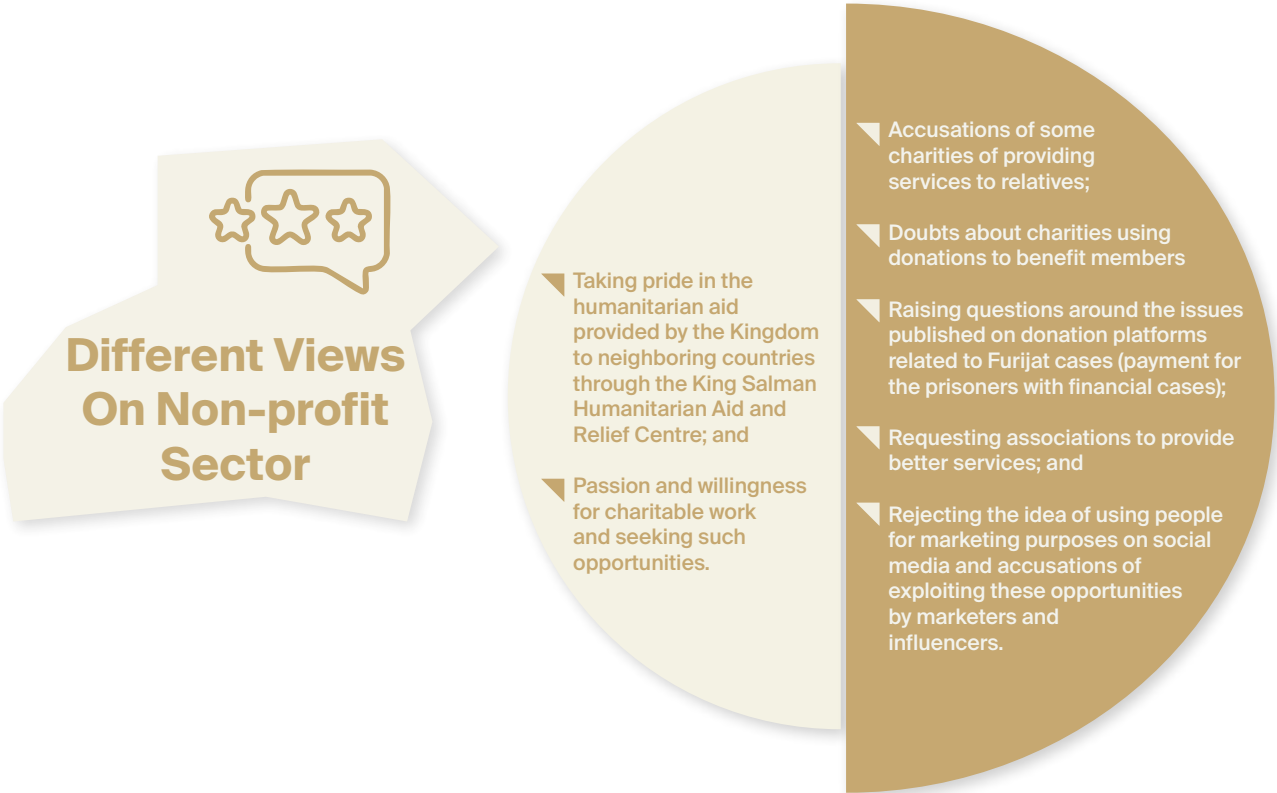 Different Views
On Non-profit
Sector
Taking pride in the
humanitarian aid
provided by the Kingdom
to neighboring countries
through the King Salman
Humanitarian Aid and
Relief Centre; and
Passion and willingness
for charitable work
and seeking such
opportunities.
Accusations of some
charities of providing
services to relatives;
Doubts about charities using
donations to benefit members
Raising questions around the issues
published on donation platforms
related to Furijat cases (payment for
the prisoners with financial cases);
Requesting associations to provide
better services; and
Rejecting the idea of using people
for marketing purposes on social
media and accusations of
exploiting these opportunities
by marketers and
influencers.